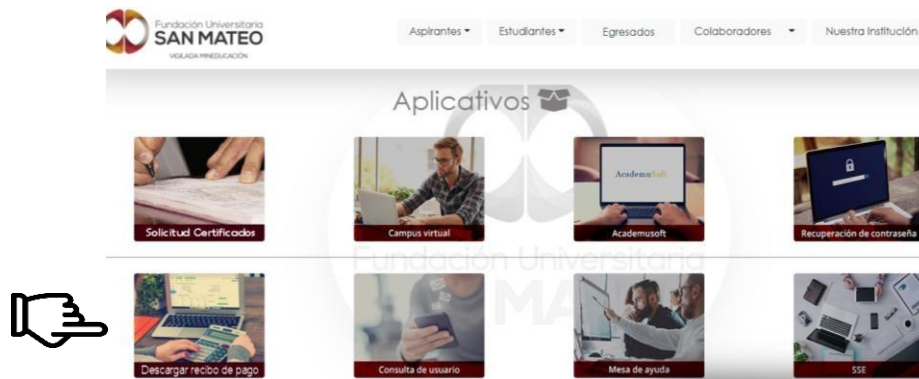 Fundación Universitaria
SAN MATEO
VIGILADA MINEDUCACIÓN
Aspirantes
Estudiantes
Egresados
Colaboradores
Nuestra Institución
Aplicativos
AcademuSoft
Solicitud Certificados
Campus virtual
Academusoft
Recuperación de contraseña
Fundación Universitaria
MA
Descargar recibo de pago
Consulta de usuario
Mesa de ayuda
SSE